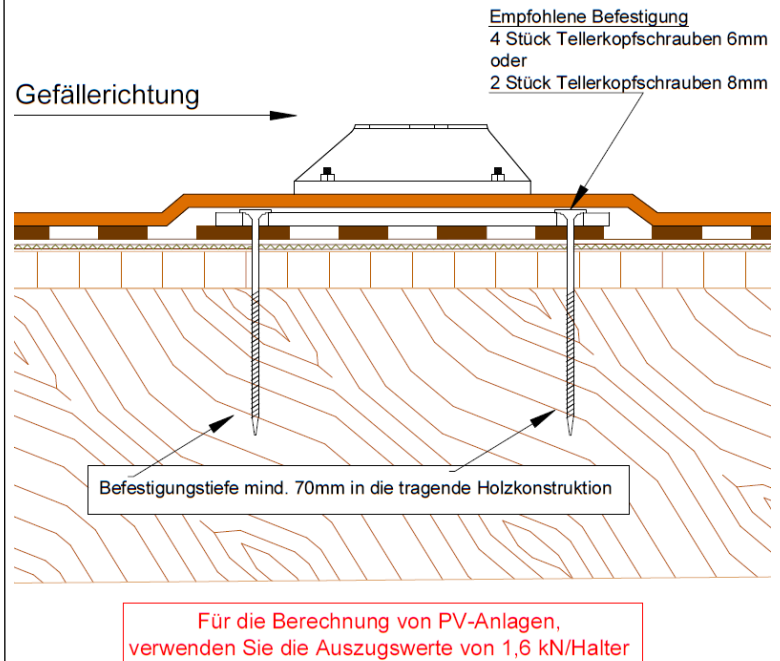 Empfohlene Befestigung
4 Stück Tellerkopfschrauben 6mm
oder
2 Stück Tellerkopfschrauben 8mm
Gefällerichtung
Befestigungstiefe mind. 70mm in die tragende Holzkonstruktion
Für die Berechnung von PV-Anlagen,
verwenden Sie die Auszugswerte von 1,6 kN/Halter